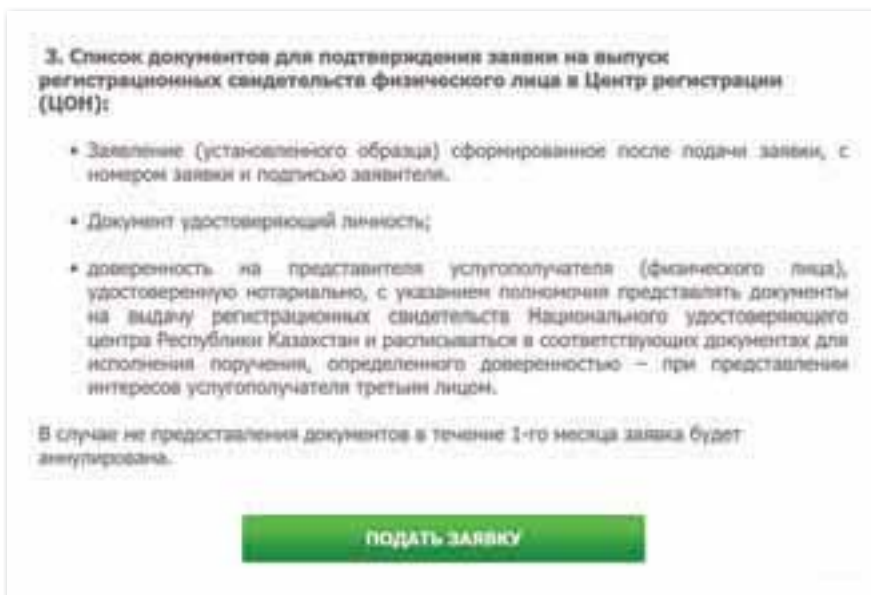 3. Список документов для подтверждения заявки на выпуск
регистрационных свидетельств физического лица в Центр регистрации
(ЦОН):
• Заявление (установленного образца) сформированное после подачи заявки, с
номером заявки и подписью заявителя.
• Документ удостоверяющий личность;
• доверенность на представителя услугополучателя (физического лица),
удостоверенную нотариально, с указанием полномочия представлять документы
на выдачу регистрационных свидетельств Национального удостоверяющего
центра Республики Казахстан и расписываться в соответствующих документах для
исполнения поручения, определенного доверенностью – при представлении
интересов услугополучателя третьим лицом.
В случае не предоставления документов в течение 1-го месяца заявка будет
аннулирована.
ПОДАТЬ ЗАЯВКУ